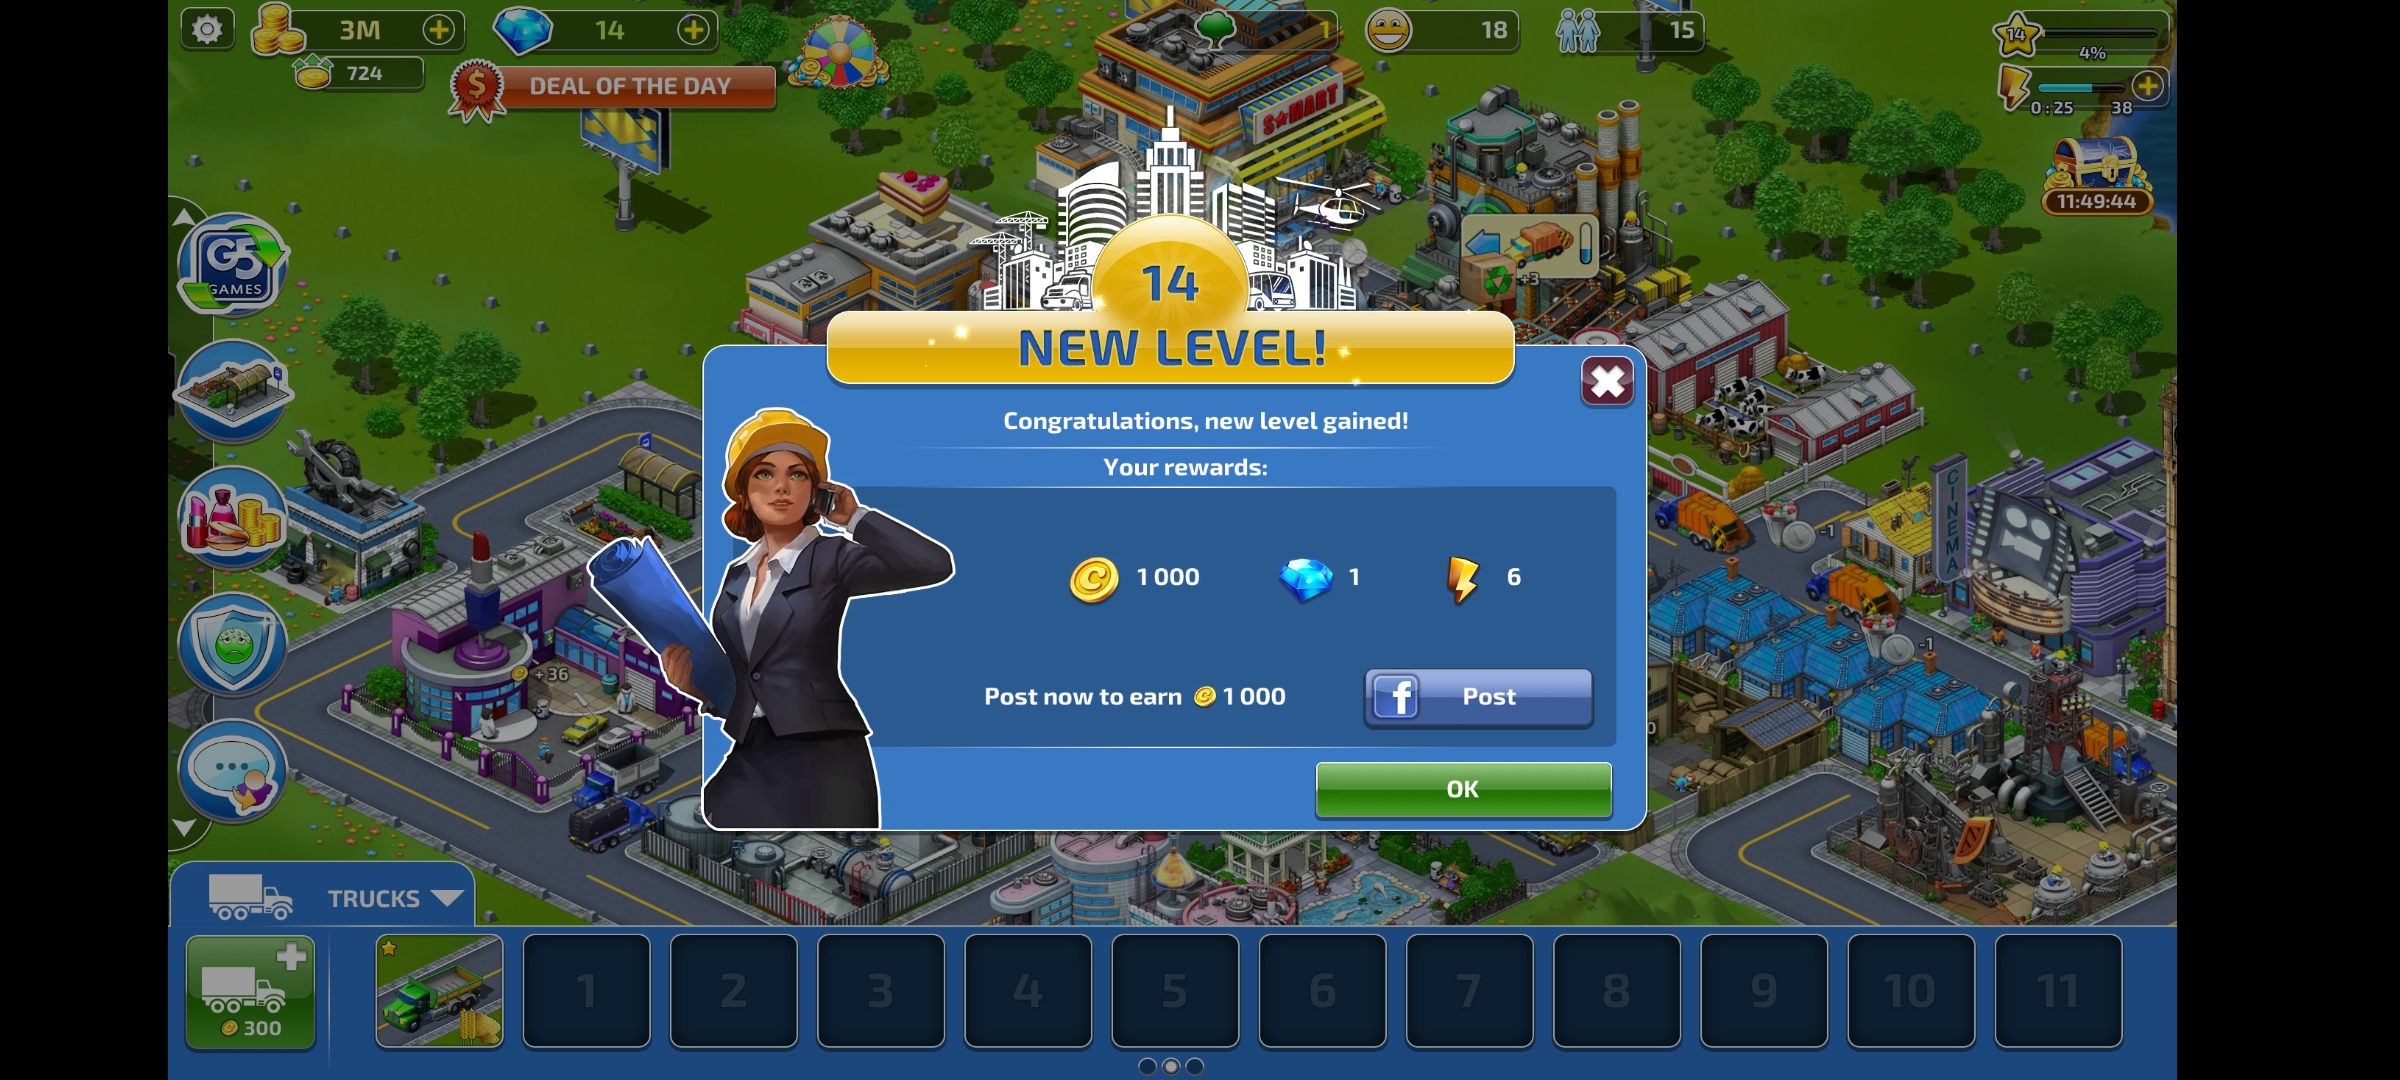 3M
14
1
18
15
14
4%
724
DEAL OF THE DAY
0:25
38
S★MART
11:49:44
G5
GAMES
14
+3
NEW LEVEL!
Congratulations, new level gained!
Your rewards:
CINEMA
-1
1 000
1
6
-1
+36
Post now to earn 1 000
f Post
OK
TRUCKS
300
1
2
3
4
5
6
7
8
9
10
11